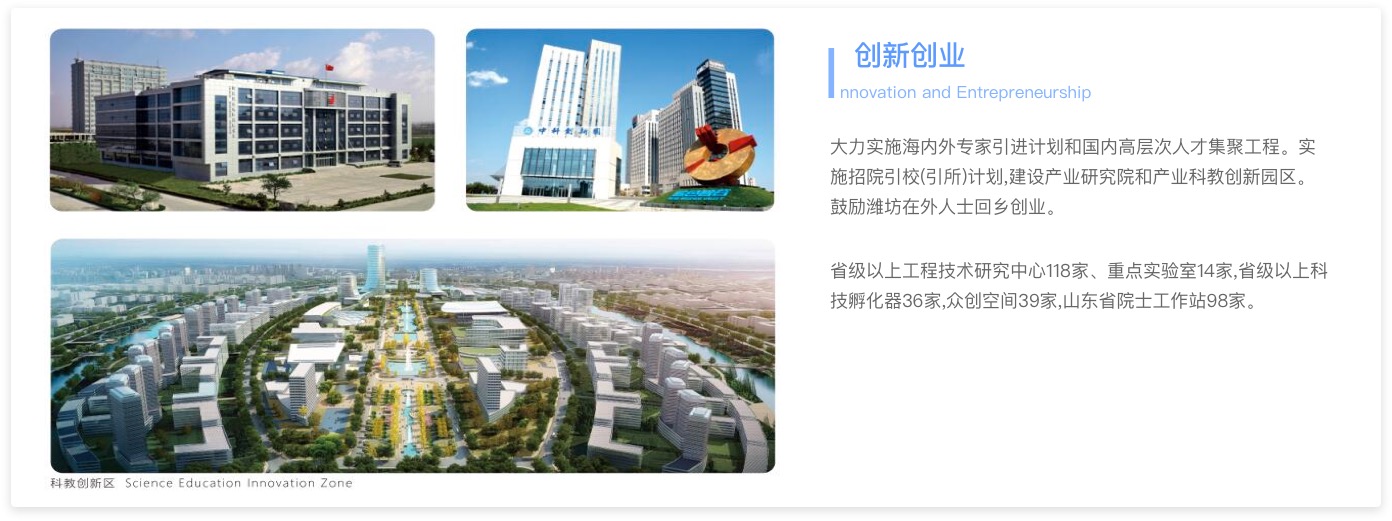 中科创新园
科教创新区 Science Education Innovation Zone
创新创业
nnovation and Entrepreneurship
大力实施海内外专家引进计划和国内高层次人才集聚工程。实
施招院引校(引所)计划,建设产业研究院和产业科教创新园区。
鼓励潍坊在外人士回乡创业。
省级以上工程技术研究中心118家、重点实验室14家,省级以上科
技孵化器36家,众创空间39家,山东省院士工作站98家。